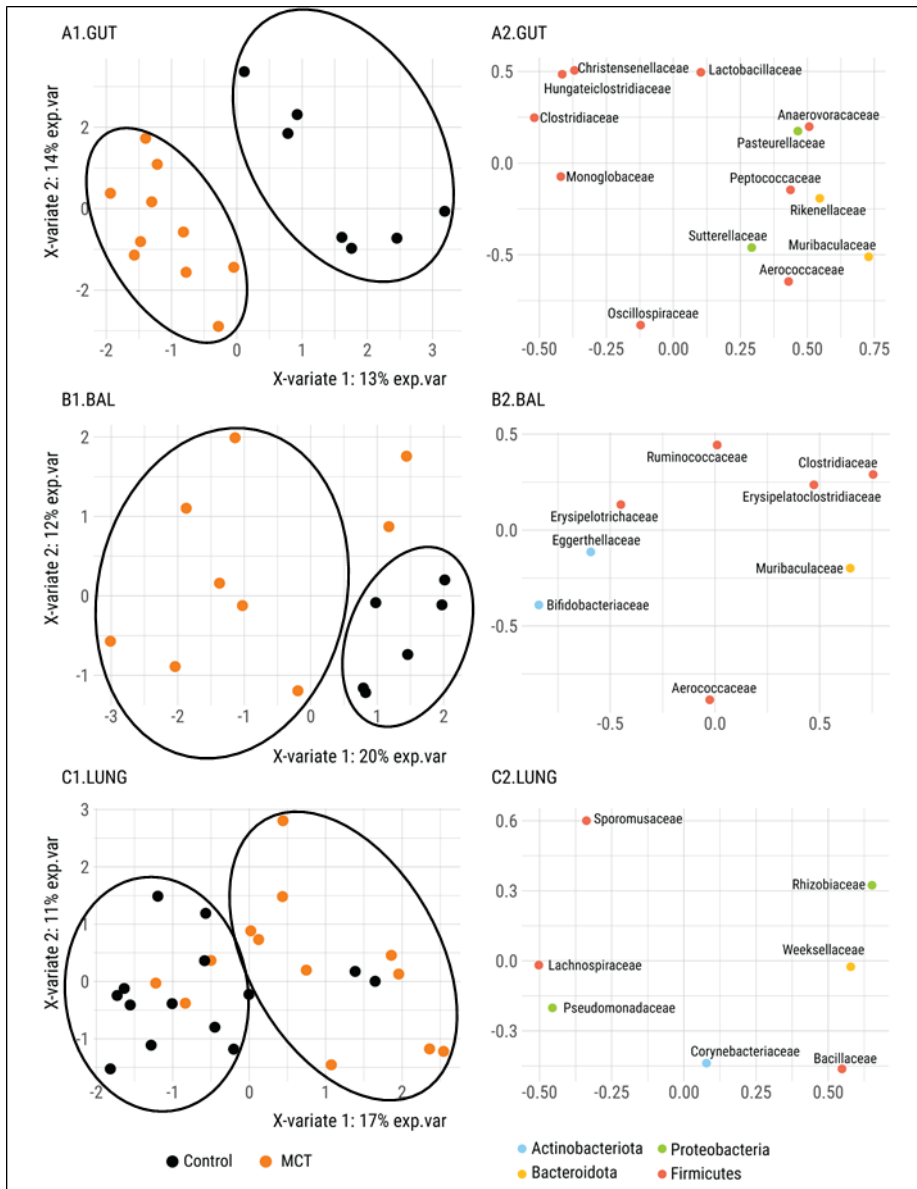 A1.GUT
X-variate 2: 14% exp.var
2
0
-2
-2
-1
0
1
2
3
X-variate 1: 13% exp.var
A2.GUT
0.5
0.0
-0.5
Christensenellaceae
Lactobacillaceae
Hungateiclostridiaceae
Clostridiaceae
Anaerovoracaceae
Pasteurellaceae
Monoglobaceae
Peptococcaceae
Rikenellaceae
Sutterellaceae
Muribaculaceae
Aerococcaceae
Oscillospiraceae
-0.50
-0.25
0.00
0.25
0.50
0.75
B1.BAL
X-variate 2: 12% exp.var
2
1
0
-1
-3
-2
-1
0
1
2
X-variate 1: 20% exp.var
B2.BAL
0.5
0.0
-0.5
Ruminococcaceae
Clostridiaceae
Erysipelatoclostridiaceae
Erysipelotrichaceae
Eggerthellaceae
Muribaculaceae
Bifidobacteriaceae
Aerococcaceae
-0.5
0.0
0.5
C1.LUNG
X-variate 2: 11% exp.var
3
2
1
0
-1
-2
-1
0
1
2
X-variate 1: 17% exp.var
C2.LUNG
0.6
0.3
0.0
-0.3
Sporomusaceae
Rhizobiaceae
Weeksellaceae
Lachnospiraceae
Pseudomonadaceae
Corynebacteriaceae
Bacillaceae
-0.50
-0.25
0.00
0.25
0.50
Control
MCT
Actinobacteriota
Proteobacteria
Bacteroidota
Firmicutes